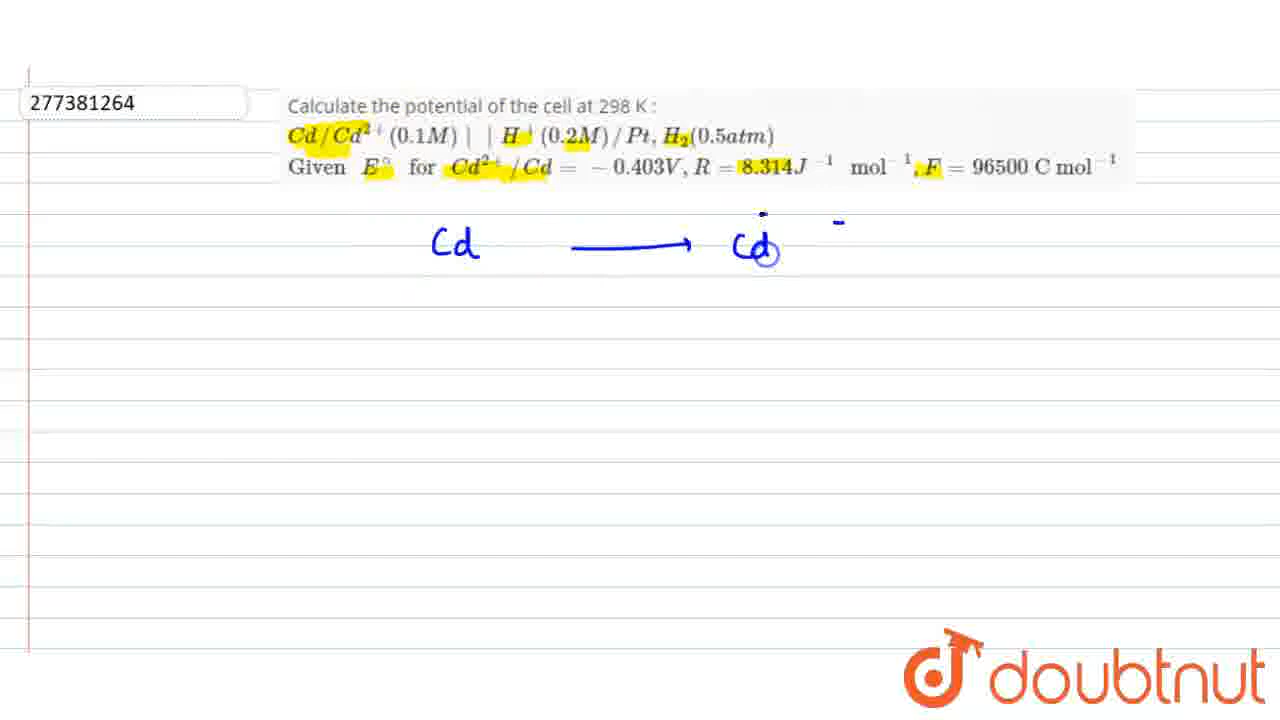 277381264
Calculate the potential of the cell at 298 K :
Cd/Cd²⁺(0.1M)||H⁺(0.2M)/Pt, H₂(0.5atm)
Given E° for Cd²⁺/Cd = −0.403V, R = 8.314J⁻¹ mol⁻¹, F = 96500 C mol⁻¹
Cd ⟶ Cd
doubtnut